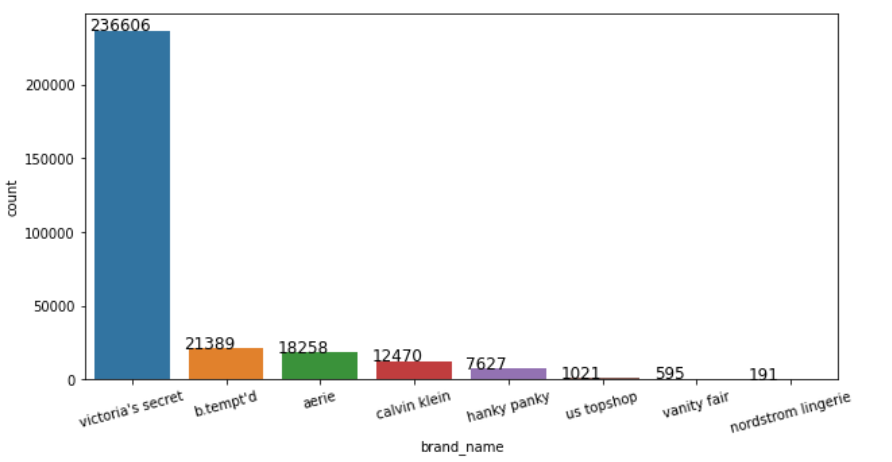 236606
200000
150000
100000
50000
0
count
21389
18258
12470
7627
1021
595
191
victoria's secret
b.tempt'd
aerie
calvin klein
hanky panky
us topshop
vanity fair
nordstrom lingerie
brand_name